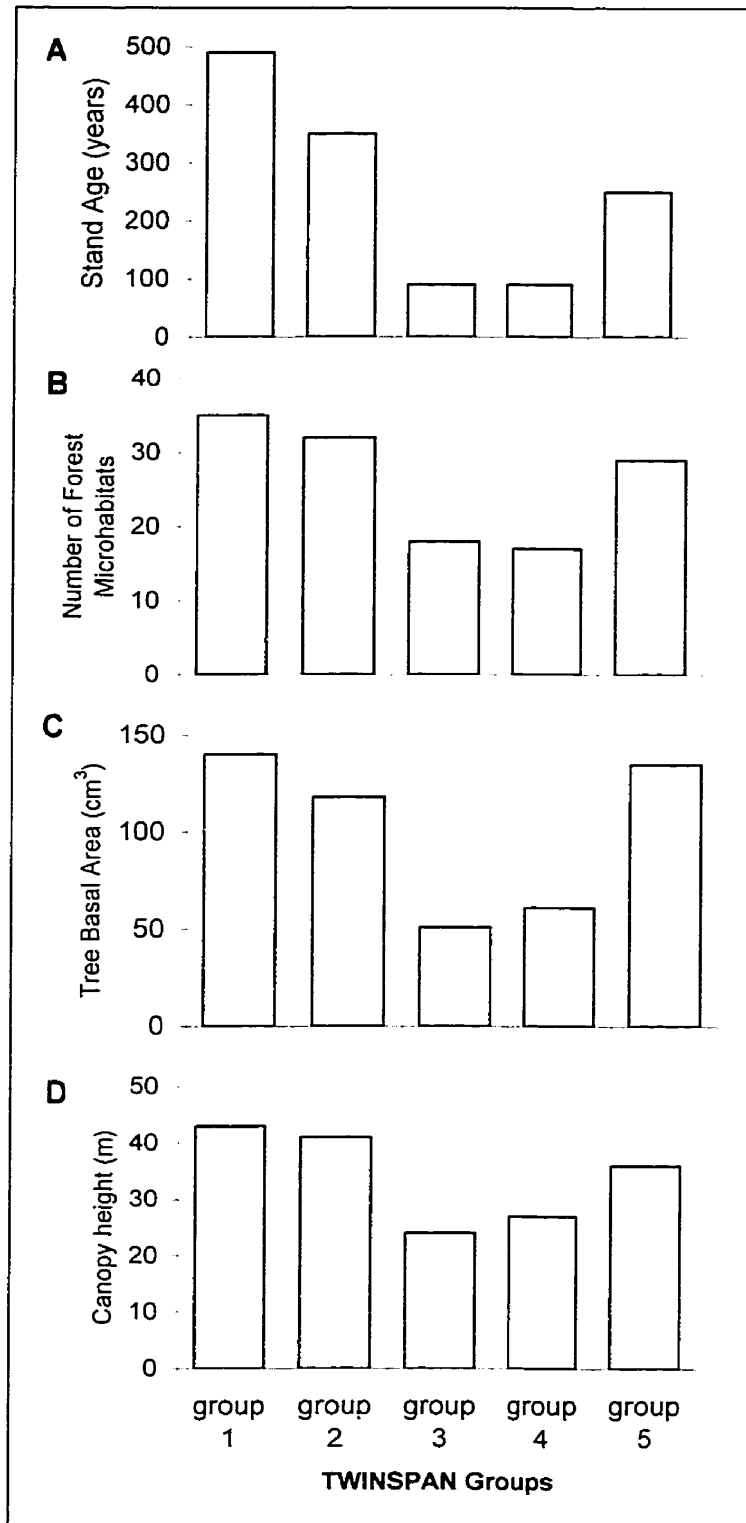 A
Stand Age (years)
500
400
300
200
100
0
B
Number of Forest
Microhabitats
40
30
20
10
0
C
Tree Basal Area (cm³)
150
100
50
0
D
Canopy height (m)
50
40
30
20
10
0
group group group group group
1 2 3 4 5
TWINSPAN Groups